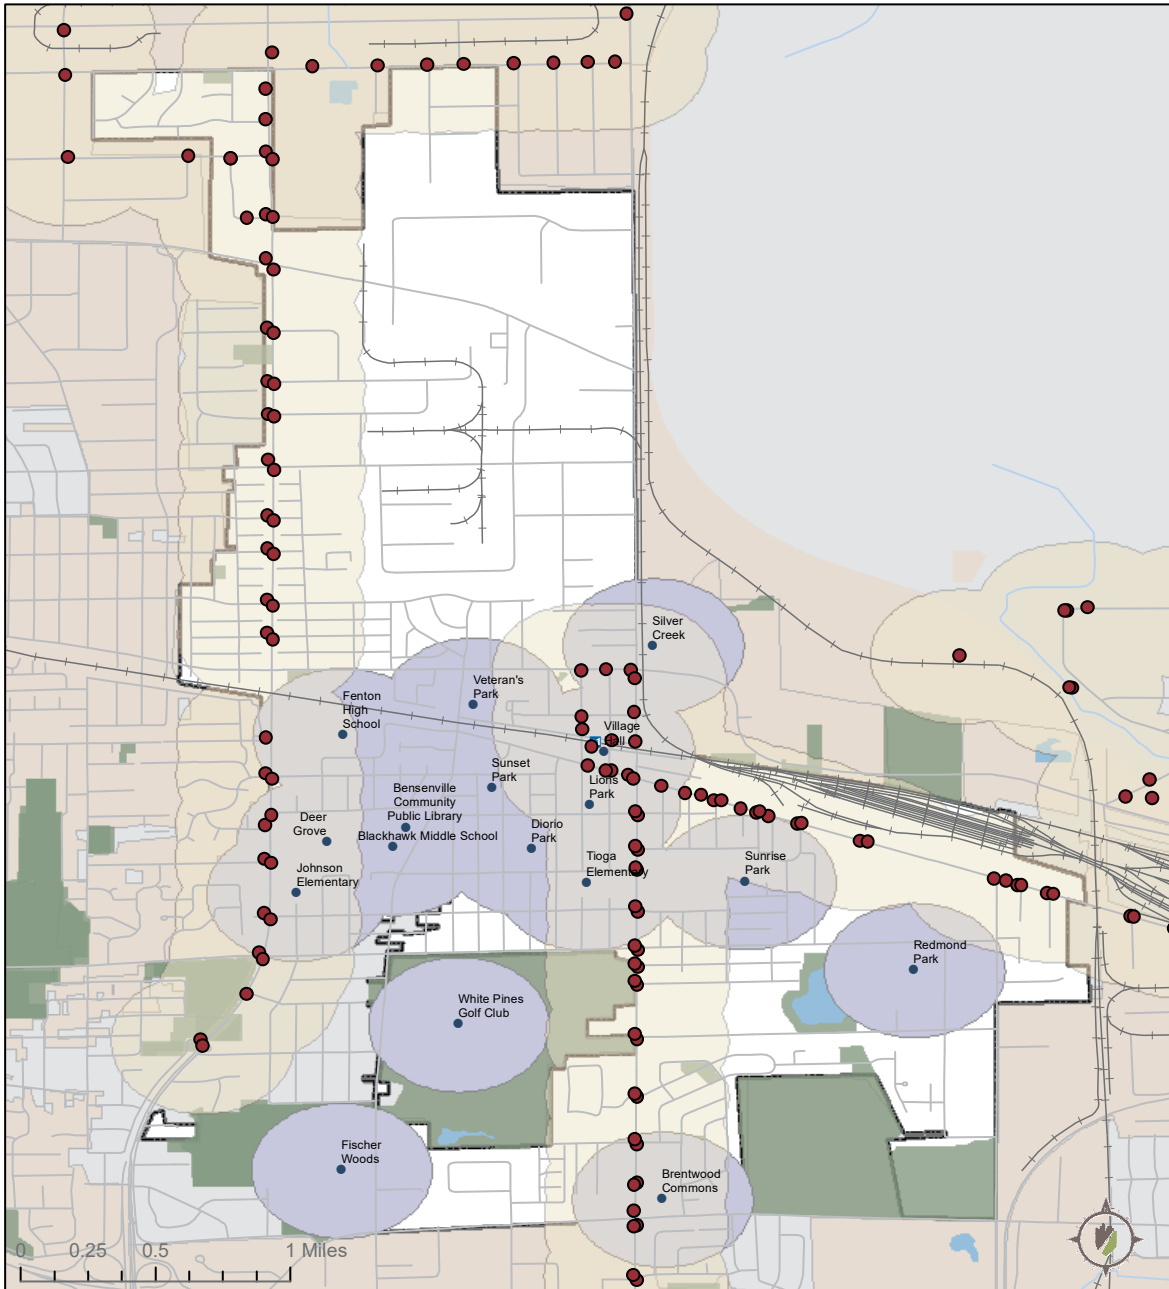 Silver
Creek
Veteran's
Park
Fenton
High
School
Village
Hall
Sunset
Park
Lions
Park
Bensenville
Community
Public Library
Deer
Grove
Diorio
Park
Blackhawk Middle School
Tioga
Elementary
Sunrise
Park
Johnson
Elementary
Redmond
Park
White Pines
Golf Club
Fischer
Woods
Brentwood
Commons
0 0.25 0.5 1 Miles